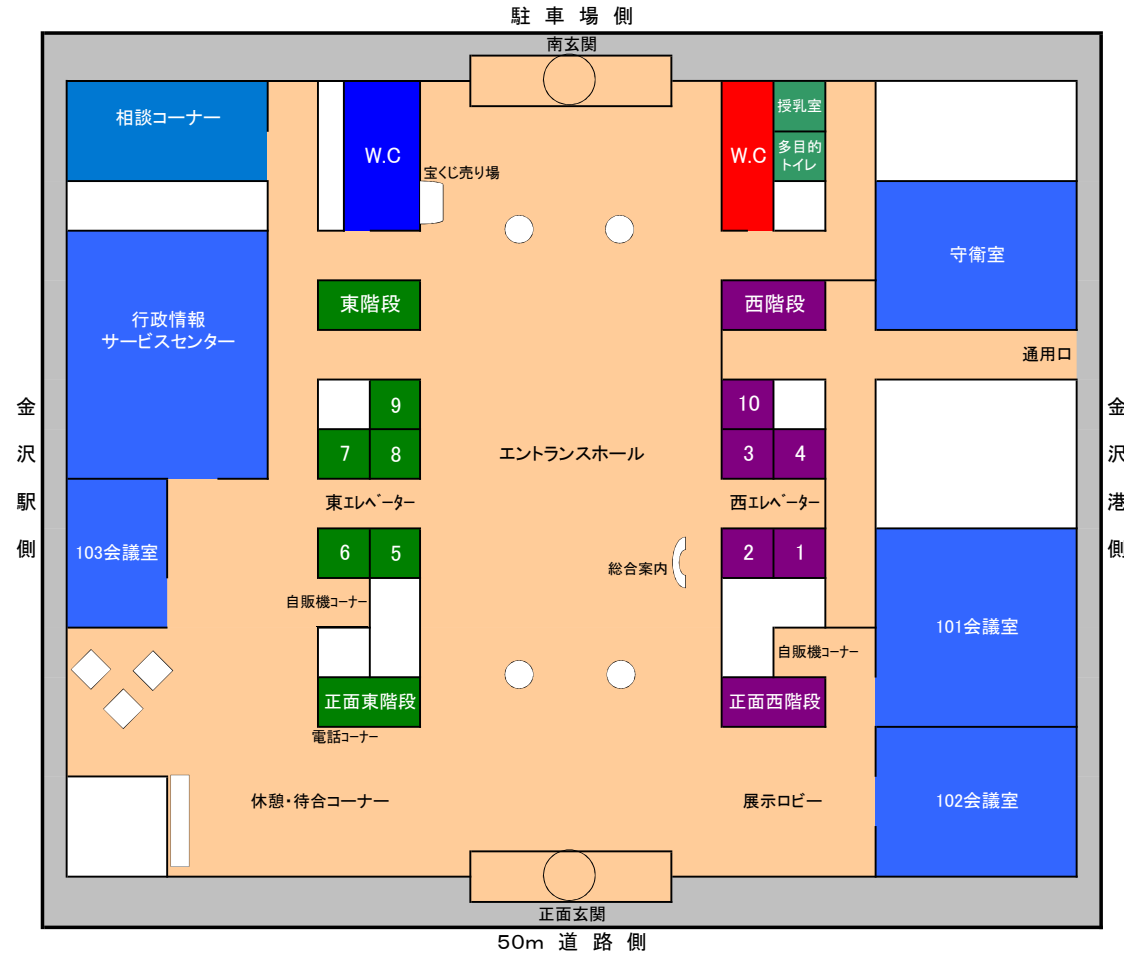 駐車場側
南玄関
相談コーナー
W.C
宝くじ売り場
W.C
授乳室
多目的
トイレ
守衛室
行政情報
サービスセンター
東階段
西階段
通用口
金沢駅側
金沢港側
9
10
7
8
エントランスホール
3
4
東エレベーター
西エレベーター
103会議室
6
5
総合案内
2
1
自販機コーナー
101会議室
自販機コーナー
正面東階段
正面西階段
電話コーナー
休憩・待合コーナー
展示ロビー
102会議室
正面玄関
50m道路側